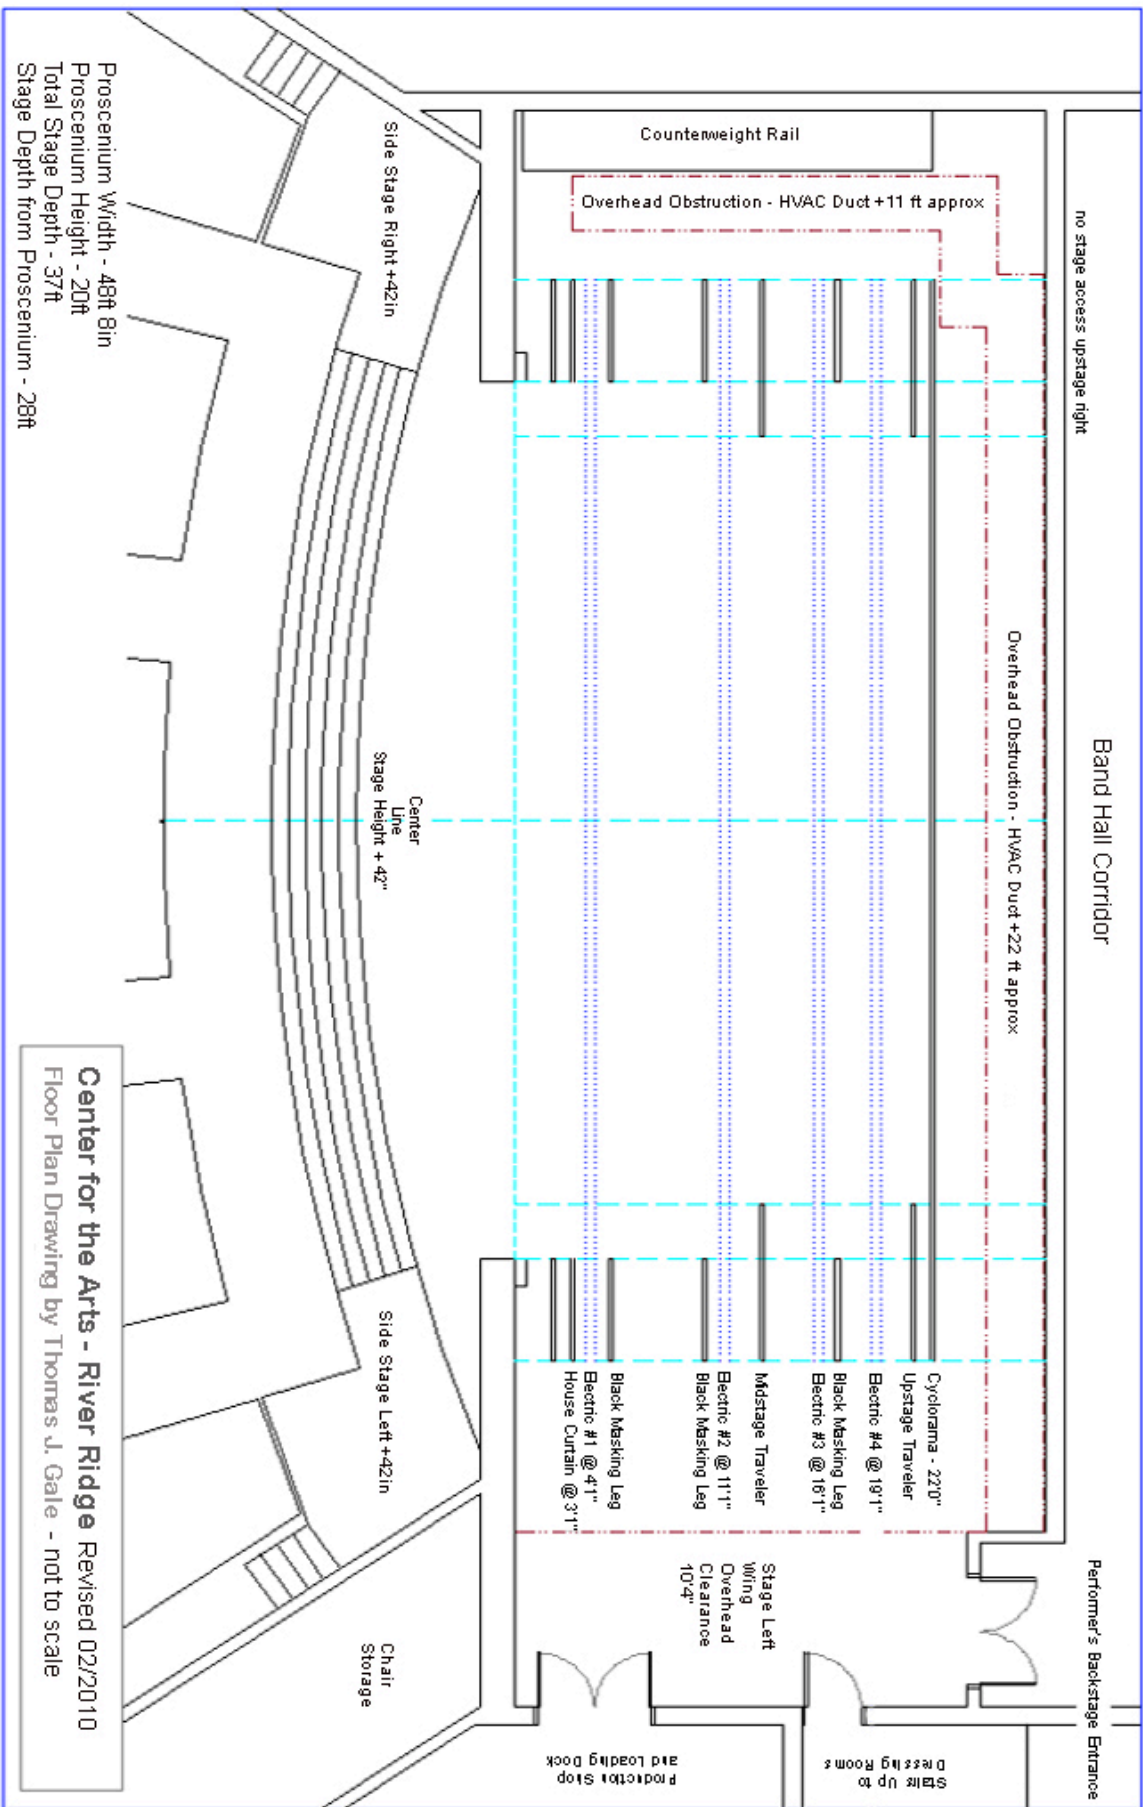 Band Hall Corridor
no stage access upstage right
Performer's Backstage Entrance
Counterweight Rail
Overhead Obstruction - HVAC Duct +11 ft approx
Overhead Obstruction - HVAC Duct +22 ft approx
Cyclorama - 22'0"
Upstage Traveler
Electric #4 @ 19'1"
Black Masking Leg
Electric #3 @ 16'1"
Midstage Traveler
Electric #2 @ 11'1"
Black Masking Leg
Black Masking Leg
Electric #1 @ 4'1"
House Curtain @ 3'1"
Stage Left
Wing
Overhead
Clearance
10'4"
Stairs Up to
Dressing Rooms
Production Shop
and Loading Dock
Side Stage Right +42in
Center
Line
Stage Height + 42"
Side Stage Left +42in
Chair
Storage
Proscenium Width - 48ft 8in
Proscenium Height - 20ft
Total Stage Depth - 37ft
Stage Depth from Proscenium - 28ft
Center for the Arts - River Ridge Revised 02/2010
Floor Plan Drawing by Thomas J. Gale - not to scale